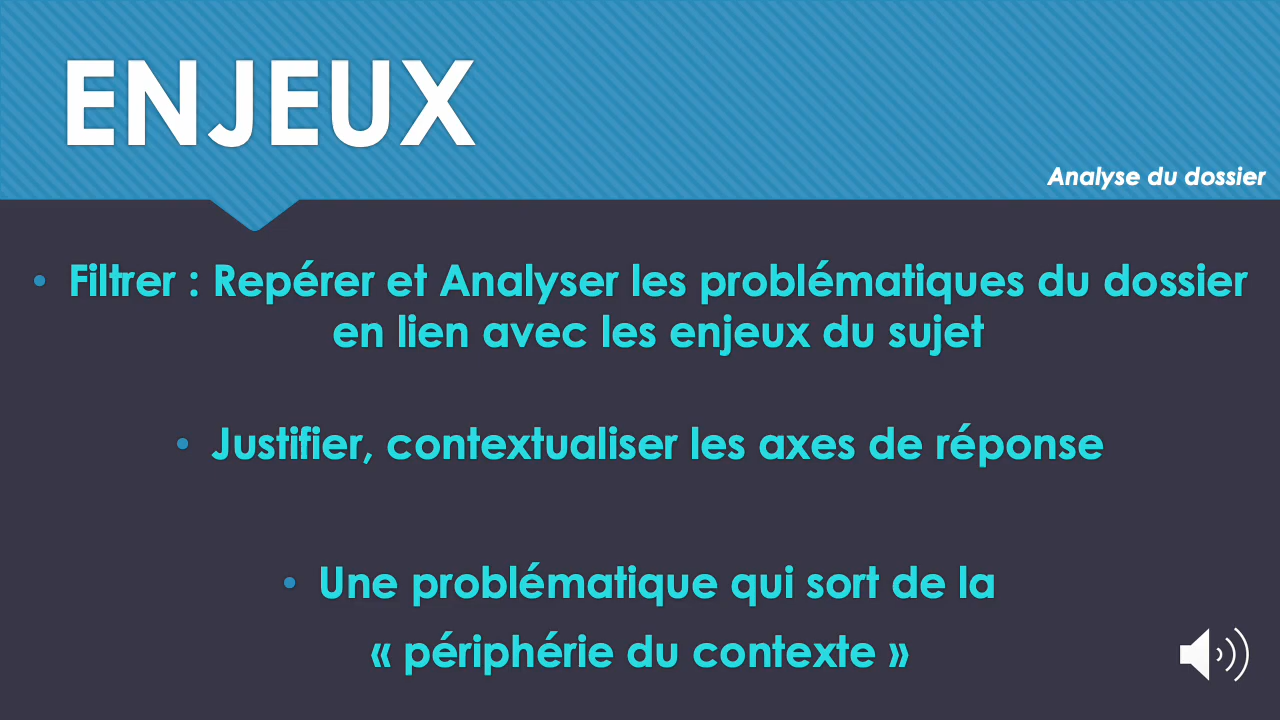 ENJEUX
Analyse du dossier
• Filtrer : Repérer et Analyser les problématiques du dossier
en lien avec les enjeux du sujet
• Justifier, contextualiser les axes de réponse
• Une problématique qui sort de la
« périphérie du contexte »